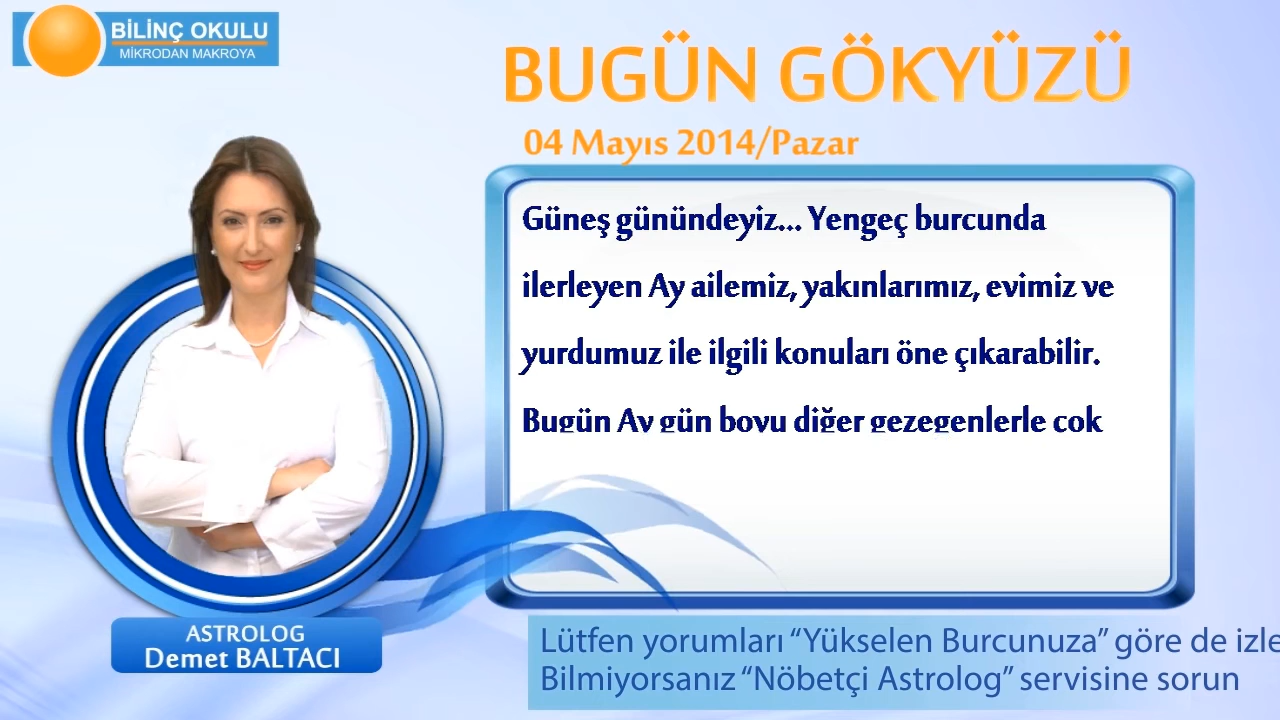 BİLİNÇ OKULU
MİKRODAN MAKROYA
BUGÜN GÖKYÜZÜ
04 Mayıs 2014/Pazar
Güneş günündeyiz... Yengeç burcunda
ilerleyen Ay ailemiz, yakınlarımız, evimiz ve
yurdumuz ile ilgili konuları öne çıkarabilir.
Bugün Ay gün boyu diğer gezegenlerle çok
ASTROLOG
Demet BALTACI
Lütfen yorumları “Yükselen Burcunuza” göre de izle
Bilmiyorsanız “Nöbetçi Astrolog” servisine sorun